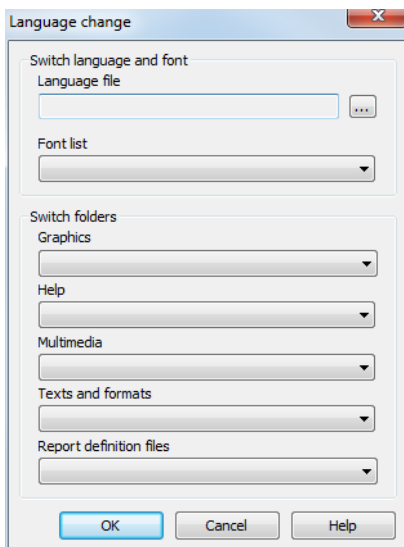 Language change
Switch language and font
Language file
...
Font list
Switch folders
Graphics
Help
Multimedia
Texts and formats
Report definition files
OK Cancel Help